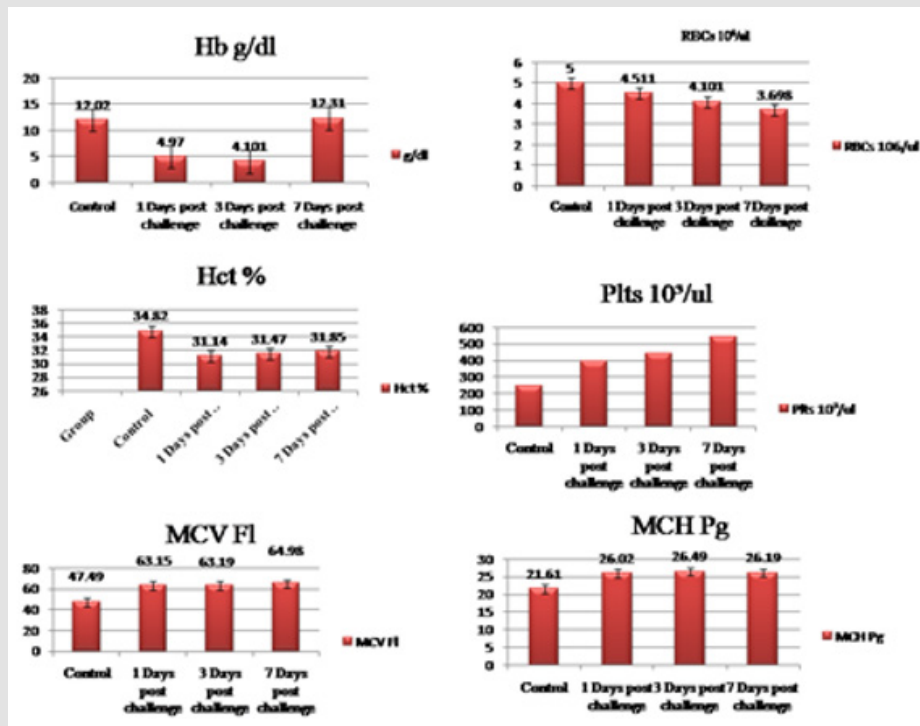 Hb g/dl
20
15
10
5
0
12.02
4.97
4.101
12.31
Control
1 Days post challenge
3 Days post challenge
7 Days post challenge
g/dl
RBCs 10⁶/ul
6
5
4
3
2
1
0
5
4.511
4.101
3.698
Control
1 Days post challenge
3 Days post challenge
7 Days post challenge
RBCs 106/ul
Hct %
38
36
34
32
30
28
26
34.82
31.14
31.47
31.85
Group
Control
1 Days post...
3 Days post...
7 Days post...
Hct %
Plts 10³/ul
600
500
400
300
200
100
0
Control
1 Days post challenge
3 Days post challenge
7 Days post challenge
Plts 10³/ul
MCV Fl
80
60
40
20
0
47.49
63.15
63.19
64.98
Control
1 Days post challenge
3 Days post challenge
7 Days post challenge
MCV Fl
MCH Pg
30
25
20
15
10
5
0
21.61
26.02
26.49
26.19
Control
1 Days post challenge
3 Days post challenge
7 Days post challenge
MCH Pg